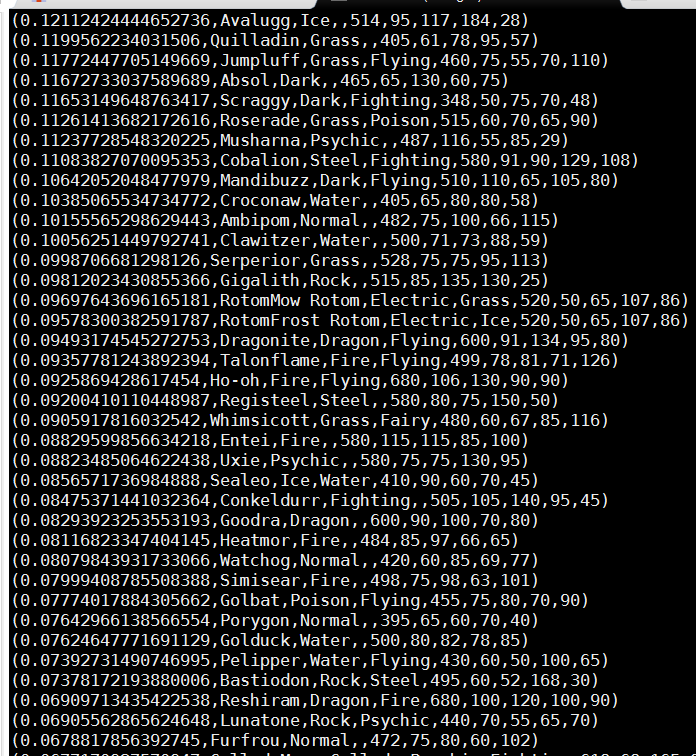 (0.12112424444652736,Avalugg,Ice,,514,95,117,184,28)
(0.1199562234031506,Quilladin,Grass,,405,61,78,95,57)
(0.11772447705149669,Jumpluff,Grass,Flying,460,75,55,70,110)
(0.11672733037589689,Absol,Dark,,465,65,130,60,75)
(0.11653149648763417,Scraggy,Dark,Fighting,348,50,75,70,48)
(0.11261413682172616,Roserade,Grass,Poison,515,60,70,65,90)
(0.11237728548320225,Musharna,Psychic,,487,116,55,85,29)
(0.11083827070095353,Cobalion,Steel,Fighting,580,91,90,129,108)
(0.10642052048477979,Mandibuzz,Dark,Flying,510,110,65,105,80)
(0.10385065534734772,Croconaw,Water,,405,65,80,80,58)
(0.10155565298629443,Ambipom,Normal,,482,75,100,66,115)
(0.10056251449792741,Clawitzer,Water,,500,71,73,88,59)
(0.0998706681298126,Serperior,Grass,,528,75,75,95,113)
(0.09812023430855366,Gigalith,Rock,,515,85,135,130,25)
(0.09697643696165181,RotomMow Rotom,Electric,Grass,520,50,65,107,86)
(0.09578300382591787,RotomFrost Rotom,Electric,Ice,520,50,65,107,86)
(0.09493174545272753,Dragonite,Dragon,Flying,600,91,134,95,80)
(0.09357781243892394,Talonflame,Fire,Flying,499,78,81,71,126)
(0.0925869428617454,Ho-oh,Fire,Flying,680,106,130,90,90)
(0.09200410110448987,Registeel,Steel,,580,80,75,150,50)
(0.0905917816032542,Whimsicott,Grass,Fairy,480,60,67,85,116)
(0.08829599856634218,Entei,Fire,,580,115,115,85,100)
(0.08823485064622438,Uxie,Psychic,,580,75,75,130,95)
(0.0856571736984888,Sealeo,Ice,Water,410,90,60,70,45)
(0.08475371441032364,Conkeldurr,Fighting,,505,105,140,95,45)
(0.08293923253553193,Goodra,Dragon,,600,90,100,70,80)
(0.08116823347404145,Heatmor,Fire,,484,85,97,66,65)
(0.08079843931733066,Watchog,Normal,,420,60,85,69,77)
(0.07999408785508388,Simisear,Fire,,498,75,98,63,101)
(0.07774017884305662,Golbat,Poison,Flying,455,75,80,70,90)
(0.07642966138566554,Porygon,Normal,,395,65,60,70,40)
(0.07624647771691129,Golduck,Water,,500,80,82,78,85)
(0.07392731490746995,Pelipper,Water,Flying,430,60,50,100,65)
(0.07378172193880006,Bastiodon,Rock,Steel,495,60,52,168,30)
(0.06909713435422538,Reshiram,Dragon,Fire,680,100,120,100,90)
(0.06905562865624648,Lunatone,Rock,Psychic,440,70,55,65,70)
(0.0678817856392745,Furfrou,Normal,,472,75,80,60,102)